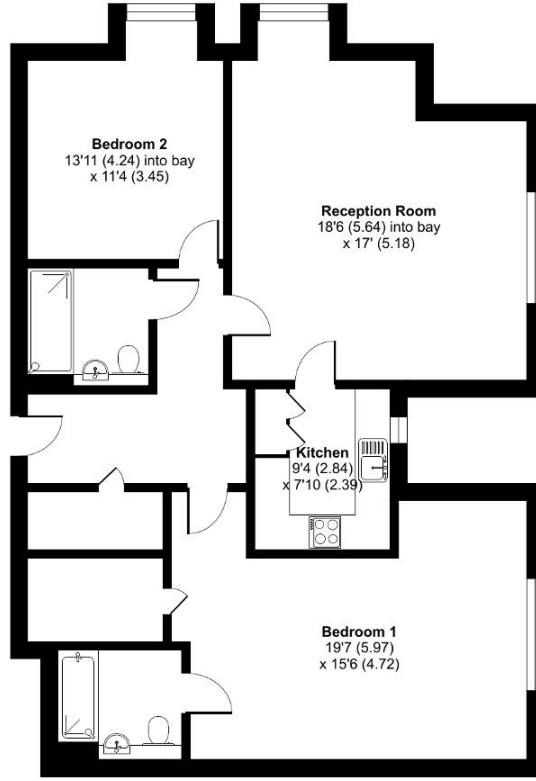 Bedroom 2
13'11 (4.24) into bay
x 11'4 (3.45)
Reception Room
18'6 (5.64) into bay
x 17' (5.18)
Kitchen
9'4 (2.84)
x 7'10 (2.39)
Bedroom 1
19'7 (5.97)
x 15'6 (4.72)